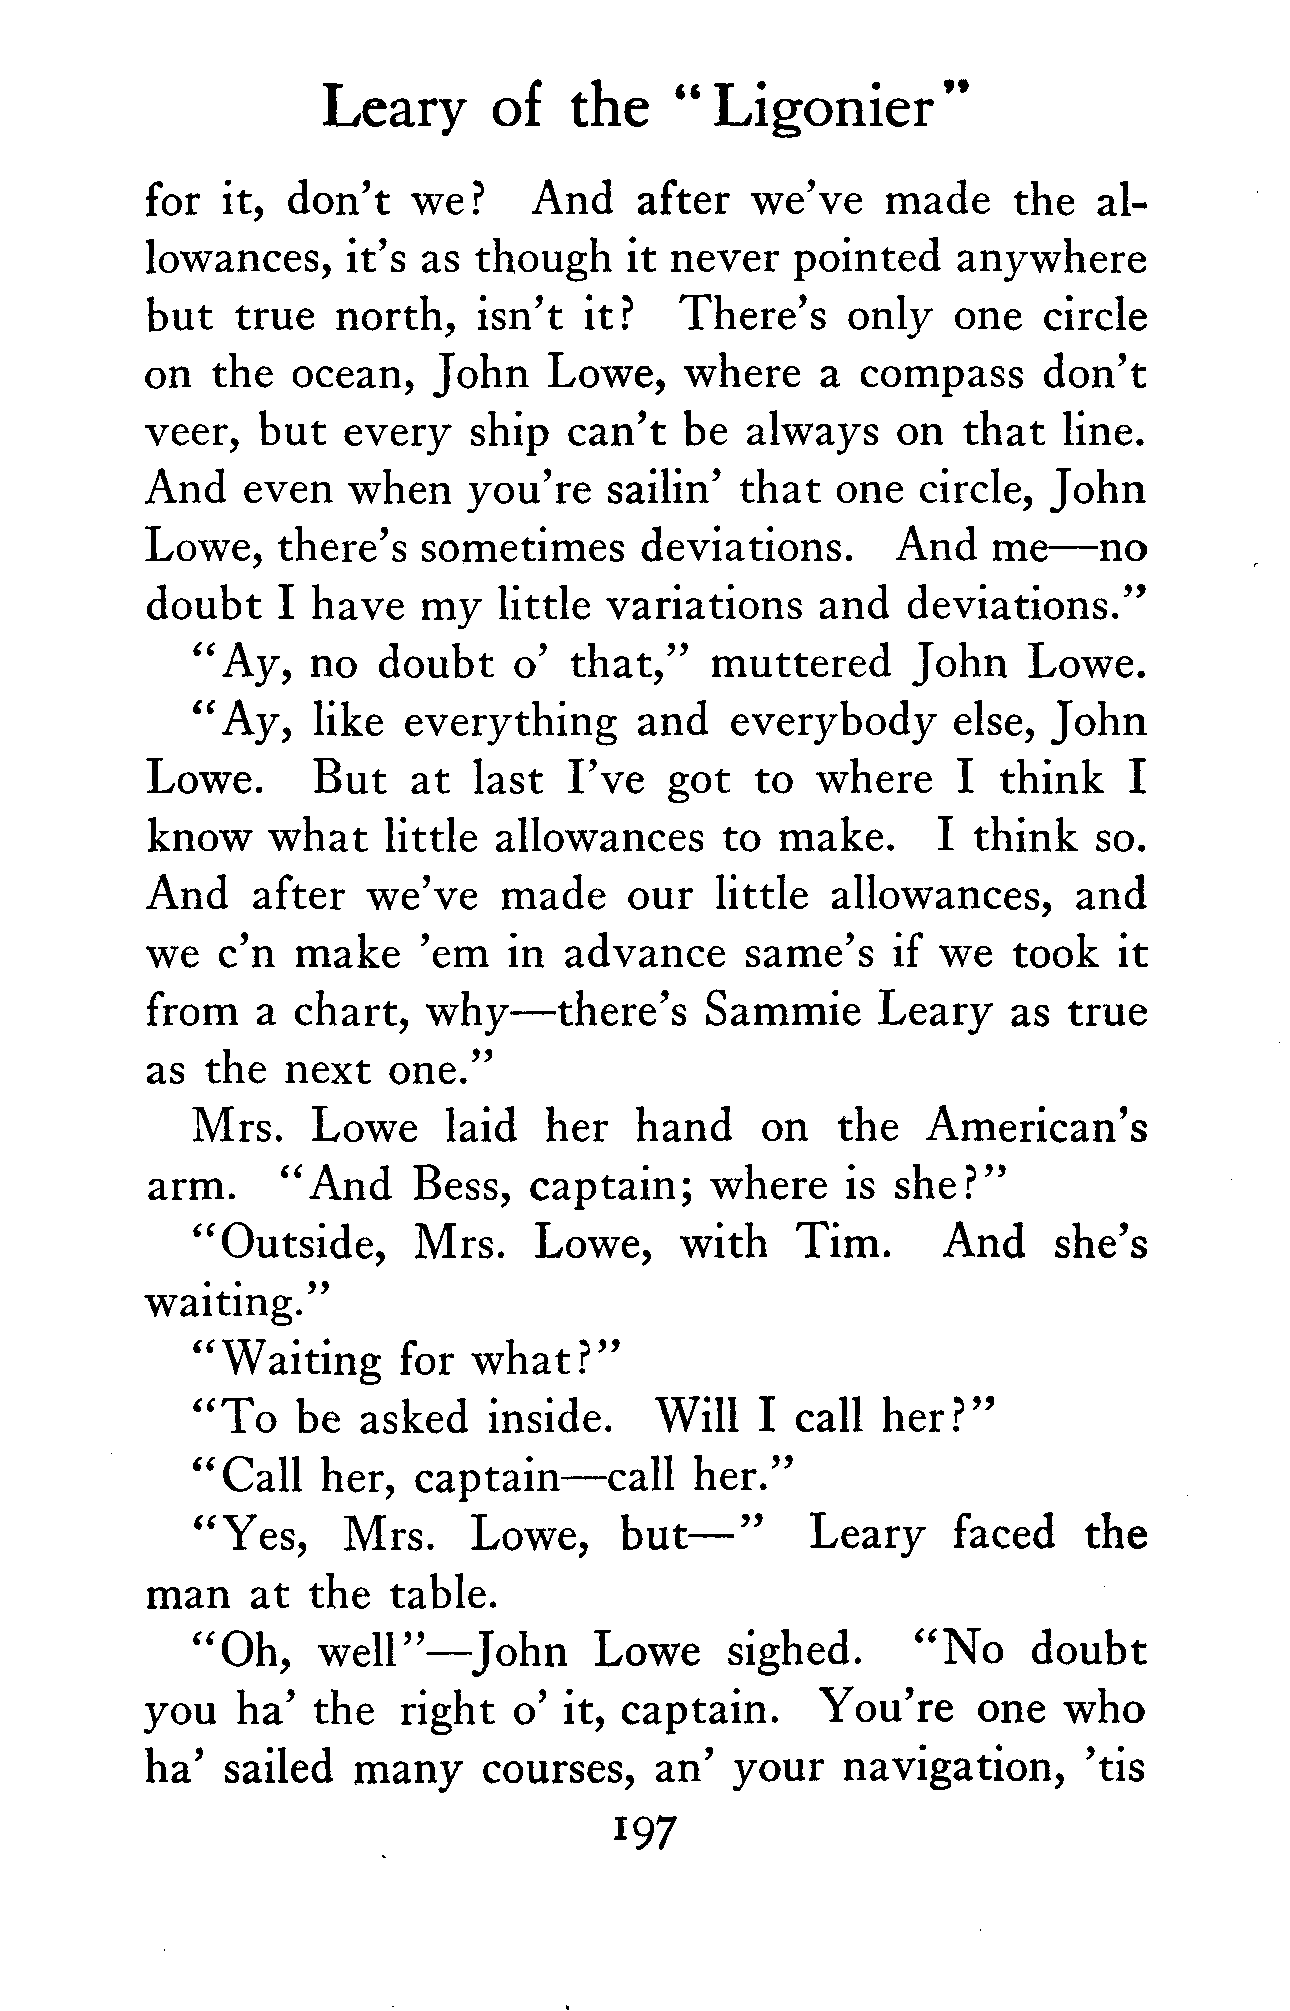 Leary of the "Ligonier"
for it, don't we? And after we've made the al-
lowances, it's as though it never pointed anywhere
but true north, isn't it? There's only one circle
on the ocean, John Lowe, where a compass don't
veer, but every ship can't be always on that line.
And even when you're sailin' that one circle, John
Lowe, there's sometimes deviations. And me—no
doubt I have my little variations and deviations."
"Ay, no doubt o' that," muttered John Lowe.
"Ay, like everything and everybody else, John
Lowe. But at last I've got to where I think I
know what little allowances to make. I think so.
And after we've made our little allowances, and
we c'n make 'em in advance same's if we took it
from a chart, why—there's Sammie Leary as true
as the next one."
Mrs. Lowe laid her hand on the American's
arm. "And Bess, captain; where is she?"
"Outside, Mrs. Lowe, with Tim. And she's
waiting."
"Waiting for what?"
"To be asked inside. Will I call her?"
"Call her, captain—call her."
"Yes, Mrs. Lowe, but—" Leary faced the
man at the table.
"Oh, well"—John Lowe sighed. "No doubt
you ha' the right o' it, captain. You're one who
ha' sailed many courses, an' your navigation, 'tis
197